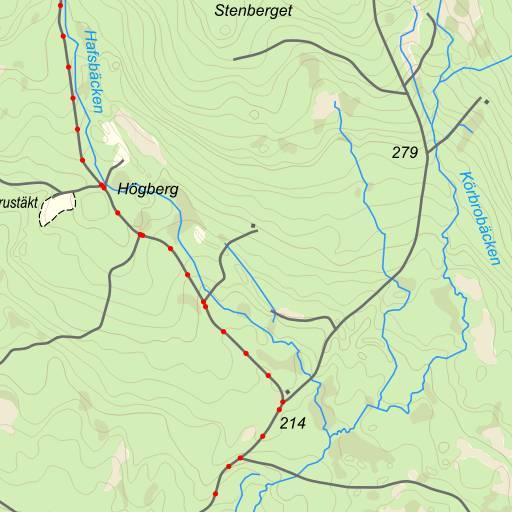 Stenberget
Hafsbäcken
279
Högberg
rustäkt
Körbrobäcken
214